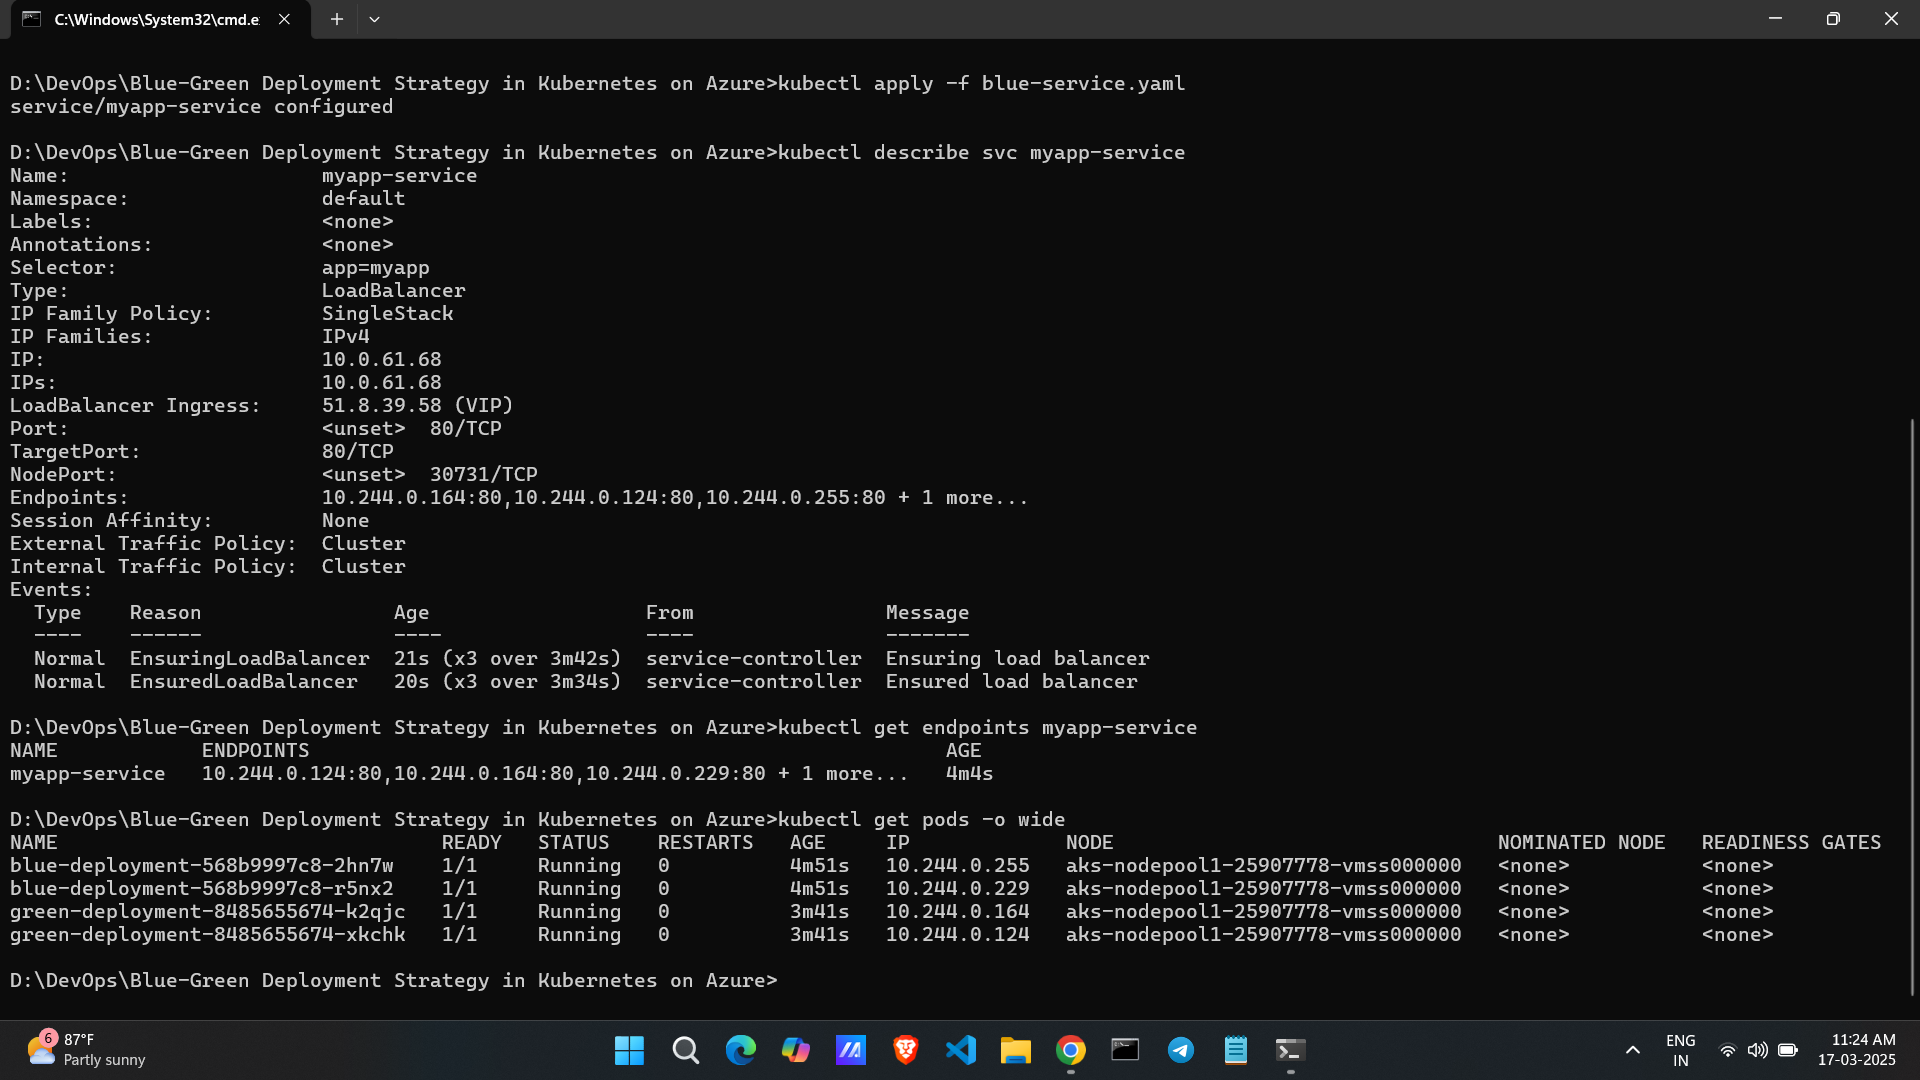 C:\Windows\System32\cmd.e
D:\DevOps\Blue-Green Deployment Strategy in Kubernetes on Azure>kubectl apply -f blue-service.yaml
service/myapp-service configured
D:\DevOps\Blue-Green Deployment Strategy in Kubernetes on Azure>kubectl describe svc myapp-service
Name:                     myapp-service
Namespace:                default
Labels:                   <none>
Annotations:              <none>
Selector:                 app=myapp
Type:                     LoadBalancer
IP Family Policy:         SingleStack
IP Families:              IPv4
IP:                       10.0.61.68
IPs:                      10.0.61.68
LoadBalancer Ingress:     51.8.39.58 (VIP)
Port:                     <unset>  80/TCP
TargetPort:               80/TCP
NodePort:                 <unset>  30731/TCP
Endpoints:                10.244.0.164:80,10.244.0.124:80,10.244.0.255:80 + 1 more...
Session Affinity:         None
External Traffic Policy:  Cluster
Internal Traffic Policy:  Cluster
Events:
  Type    Reason                Age                  From                Message
  ----    ------                ----                 ----                -------
  Normal  EnsuringLoadBalancer  21s (x3 over 3m42s)  service-controller  Ensuring load balancer
  Normal  EnsuredLoadBalancer   20s (x3 over 3m34s)  service-controller  Ensured load balancer
D:\DevOps\Blue-Green Deployment Strategy in Kubernetes on Azure>kubectl get endpoints myapp-service
NAME            ENDPOINTS                                                     AGE
myapp-service   10.244.0.124:80,10.244.0.164:80,10.244.0.229:80 + 1 more...   4m4s
D:\DevOps\Blue-Green Deployment Strategy in Kubernetes on Azure>kubectl get pods -o wide
NAME                                READY   STATUS    RESTARTS   AGE     IP             NODE                                NOMINATED NODE   READINESS GATES
blue-deployment-568b9997c8-2hn7w    1/1     Running   0          4m51s   10.244.0.255   aks-nodepool1-25907778-vmss000000   <none>           <none>
blue-deployment-568b9997c8-r5nx2    1/1     Running   0          4m51s   10.244.0.229   aks-nodepool1-25907778-vmss000000   <none>           <none>
green-deployment-8485655674-k2qjc   1/1     Running   0          3m41s   10.244.0.164   aks-nodepool1-25907778-vmss000000   <none>           <none>
green-deployment-8485655674-xkchk   1/1     Running   0          3m41s   10.244.0.124   aks-nodepool1-25907778-vmss000000   <none>           <none>
D:\DevOps\Blue-Green Deployment Strategy in Kubernetes on Azure>
6
87°F
Partly sunny
ENG
IN
11:24 AM
17-03-2025